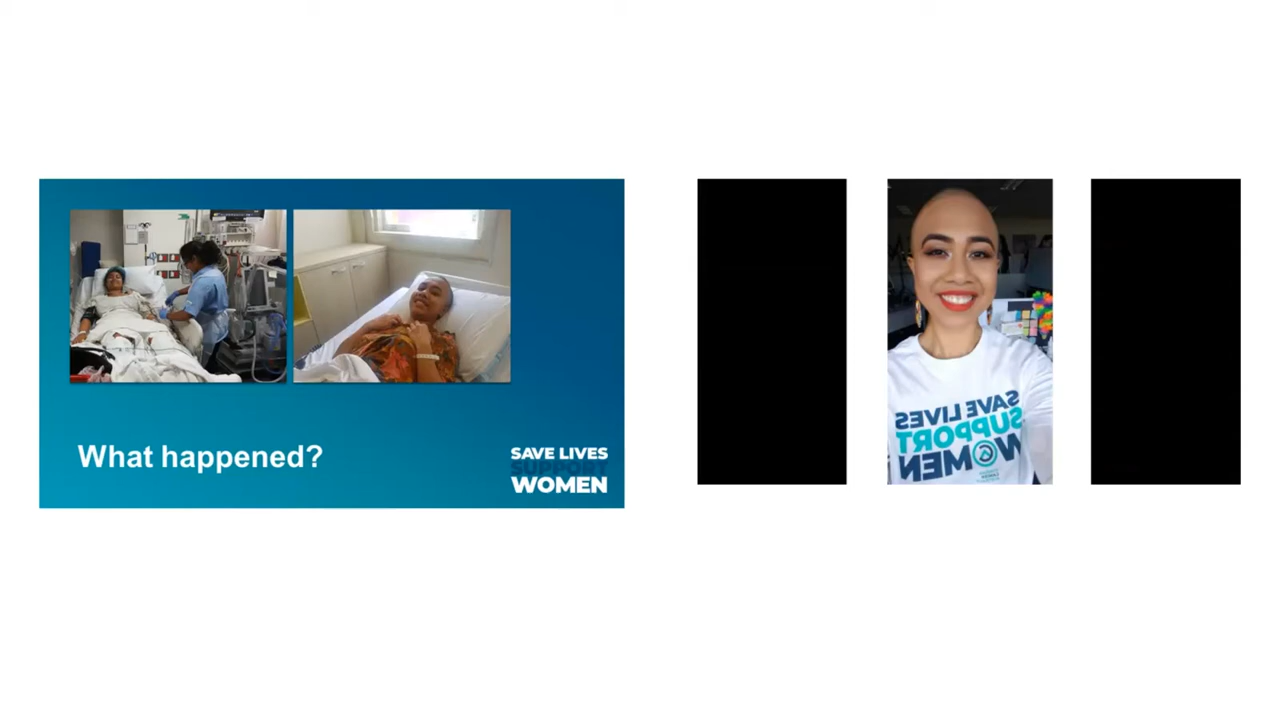 What happened?
SAVE LIVES
SUPPORT
WOMEN
SAVE LIVES
SUPPORT
WOMEN